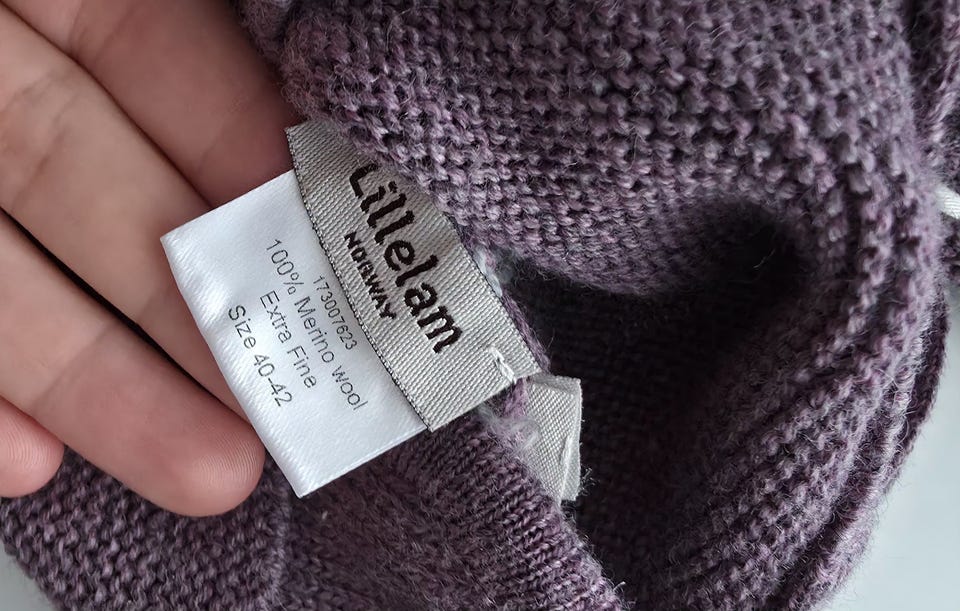 Lillelam
NORWAY
173007623
100% Merino wool
Extra Fine
Size 40-42